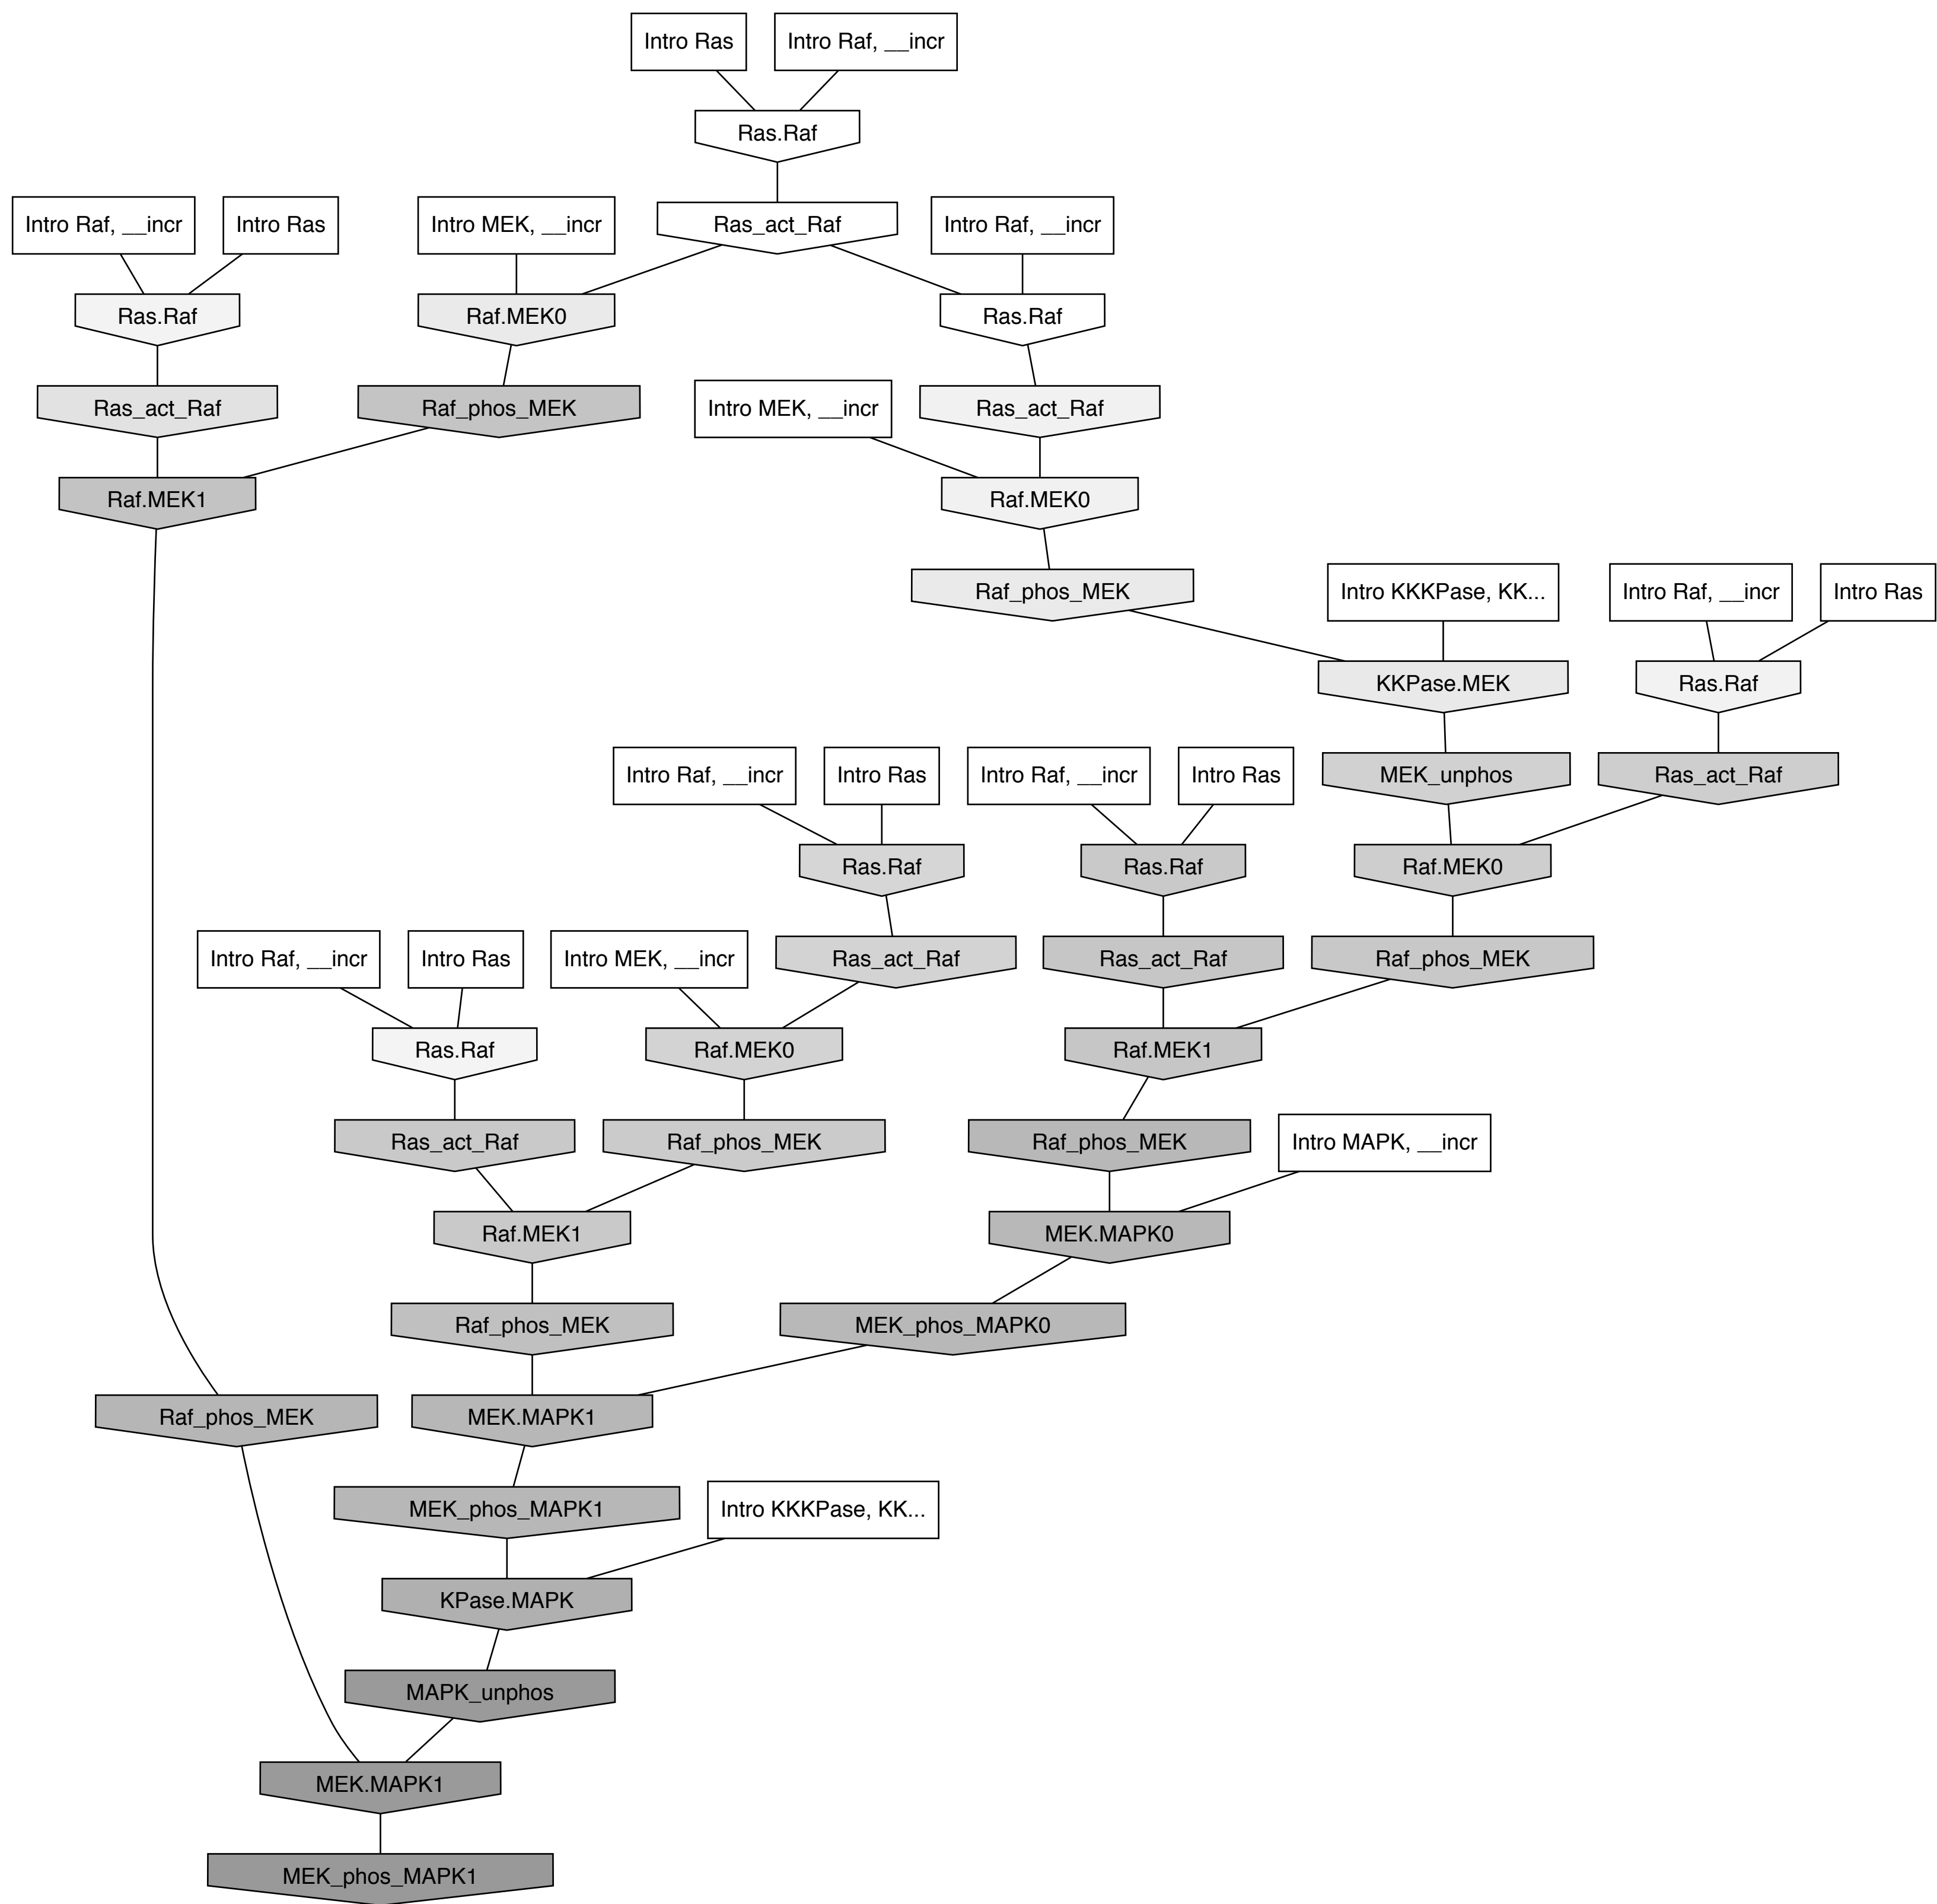 Intro Ras
Intro Raf, __incr
Ras.Raf
Intro Raf, __incr
Intro Ras
Intro MEK, __incr
Ras_act_Raf
Intro Raf, __incr
Ras.Raf
Raf.MEK0
Ras.Raf
Ras_act_Raf
Raf_phos_MEK
Intro MEK, __incr
Ras_act_Raf
Raf.MEK1
Raf.MEK0
Raf_phos_MEK
Intro KKKPase, KK...
Intro Raf, __incr
Intro Ras
KKPase.MEK
Ras.Raf
Intro Raf, __incr
Intro Ras
Intro Raf, __incr
Intro Ras
MEK_unphos
Ras_act_Raf
Ras.Raf
Ras.Raf
Raf.MEK0
Intro Raf, __incr
Intro Ras
Intro MEK, __incr
Ras_act_Raf
Ras_act_Raf
Raf_phos_MEK
Ras.Raf
Raf.MEK0
Raf.MEK1
Ras_act_Raf
Raf_phos_MEK
Raf_phos_MEK
Intro MAPK, __incr
Raf.MEK1
MEK.MAPK0
Raf_phos_MEK
MEK_phos_MAPK0
Raf_phos_MEK
MEK.MAPK1
MEK_phos_MAPK1
Intro KKKPase, KK...
KPase.MAPK
MAPK_unphos
MEK.MAPK1
MEK_phos_MAPK1